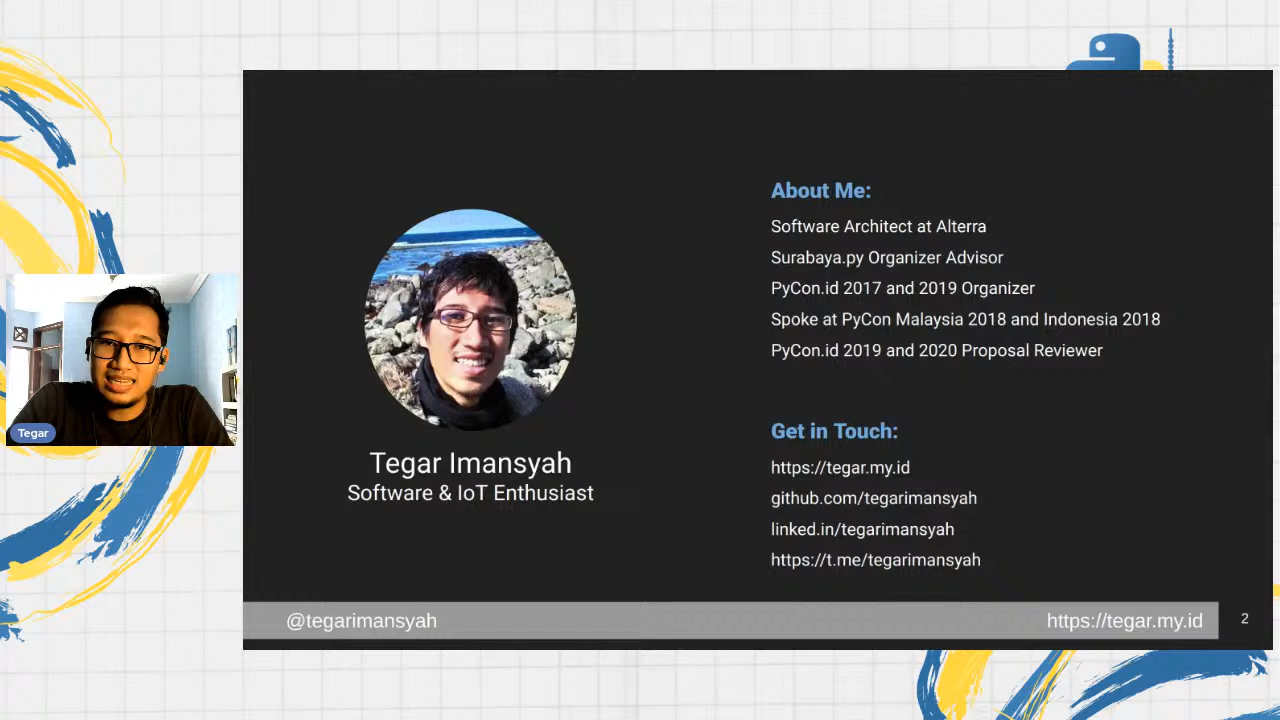 Tegar
Tegar Imansyah
Software & IoT Enthusiast
About Me:
Software Architect at Alterra
Surabaya.py Organizer Advisor
PyCon.id 2017 and 2019 Organizer
Spoke at PyCon Malaysia 2018 and Indonesia 2018
PyCon.id 2019 and 2020 Proposal Reviewer
Get in Touch:
https://tegar.my.id
github.com/tegarimansyah
linked.in/tegarimansyah
https://t.me/tegarimansyah
@tegarimansyah
https://tegar.my.id
2